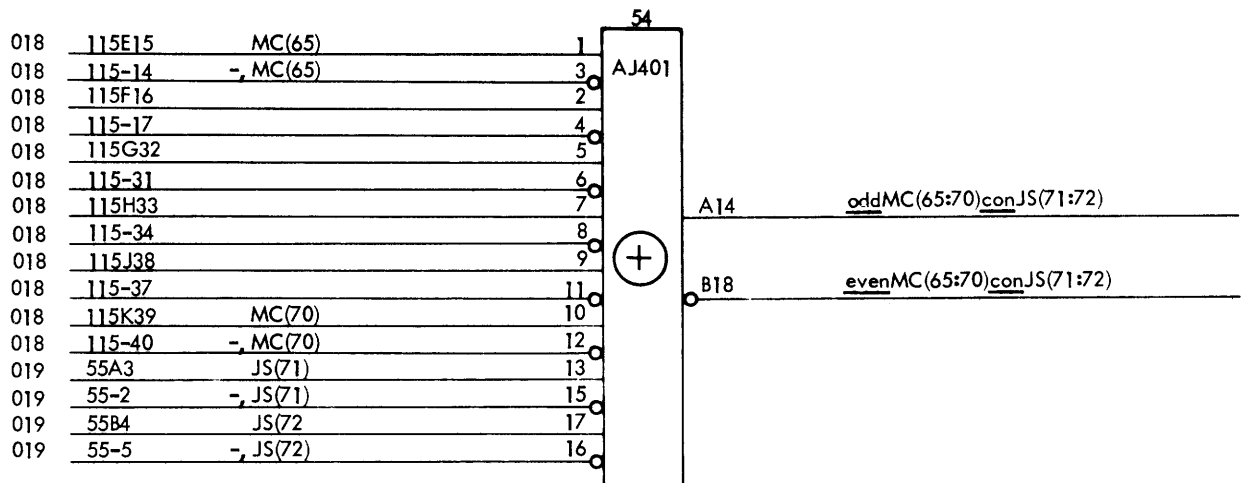 54
AJ401
018 115E15 MC(65) 1
018 115-14 -, MC(65) 3
018 115F16 2
018 115-17 4
018 115G32 5
018 115-31 6
018 115H33 7
A14 oddMC(65:70)conJS(71:72)
018 115-34 8
018 115J38 9
+
018 115-37 11
B18 evenMC(65:70)conJS(71:72)
018 115K39 MC(70) 10
018 115-40 -, MC(70) 12
019 55A3 JS(71) 13
019 55-2 -, JS(71) 15
019 55B4 JS(72 17
019 55-5 -, JS(72) 16